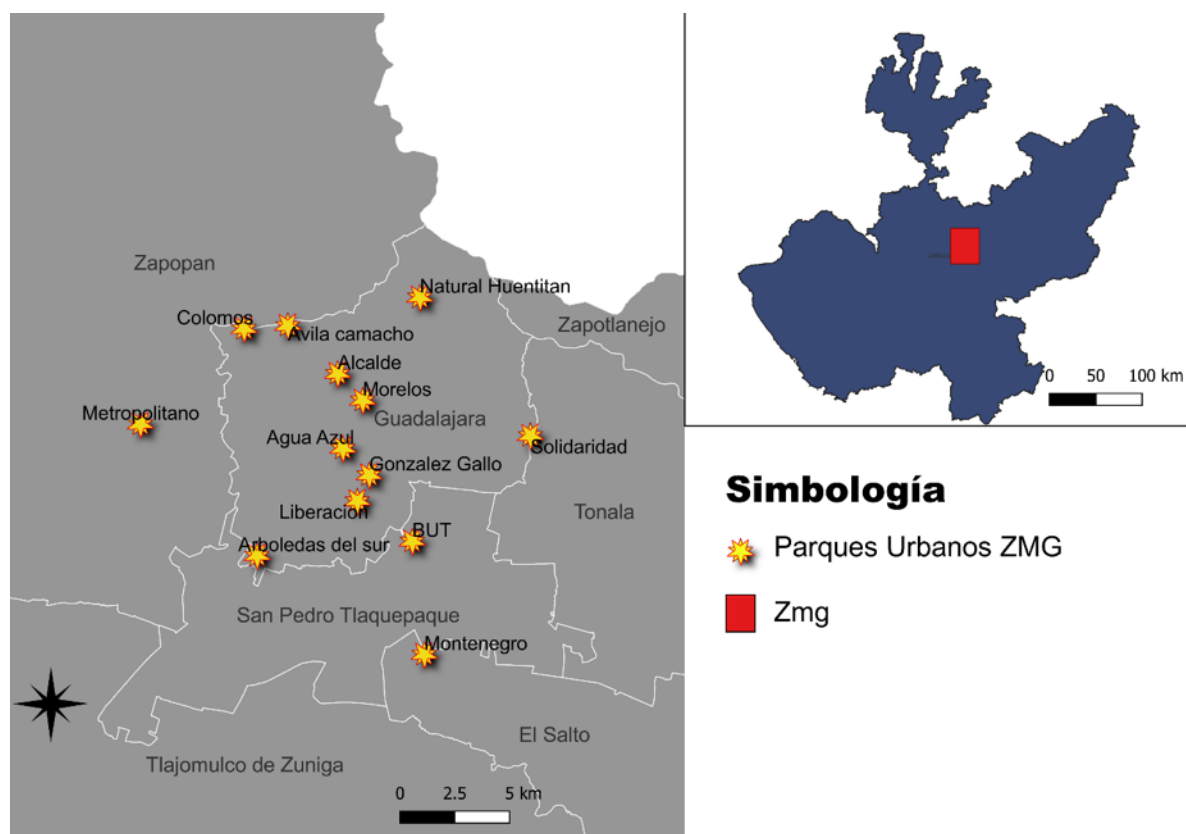 Zapopan
Natural Huentitan
Colomos
Avila camacho
Zapotlanejo
Alcalde
Morelos
Metropolitano
Guadalajara
Agua Azul
Solidaridad
Gonzalez Gallo
Liberación
Tonala
BUT
Arboledas del sur
San Pedro Tlaquepaque
Montenegro
El Salto
Tlajomulco de Zuniga
0 2.5 5 km
0 50 100 km
Simbología
Parques Urbanos ZMG
Zmg